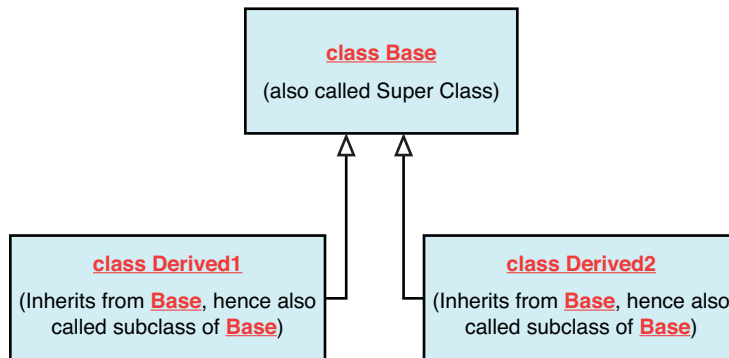 class Base
(also called Super Class)
class Derived1
(Inherits from Base, hence also
called subclass of Base)
class Derived2
(Inherits from Base, hence also
called subclass of Base)